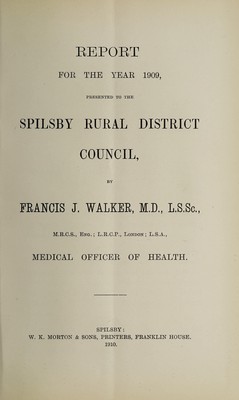 REPORT
FOR THE YEAR 1909,
PRESENTED TO THE
SPILSBY RURAL DISTRICT
COUNCIL,
BY
FRANCIS J. WALKER, M.D., L.S.Sc.,
M.R.C.S., Eng.; L.R.C.P., London; L.S.A.,
MEDICAL OFFICER OF HEALTH.
SPILSBY:
W. K. MORTON & SONS, PRINTERS, FRANKLIN HOUSE.
1910.